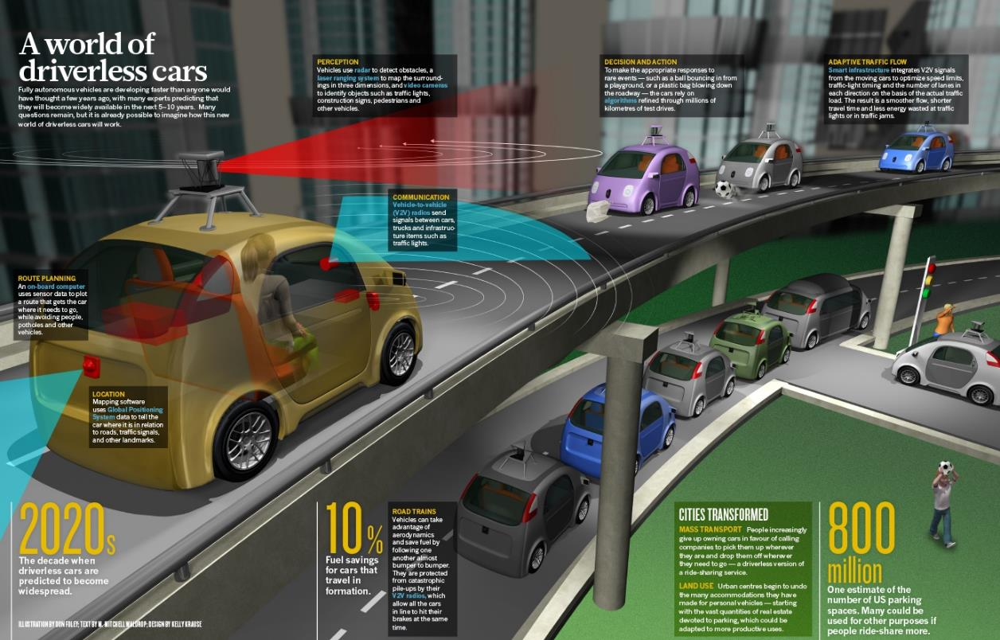 A world of
driverless cars
Fully autonomous vehicles are developing faster than anyone would
have thought a few years ago, with many experts predicting that
they will become widely available in the next 5–10 years. Many
questions remain, but it is already possible to imagine how this new
world of driverless cars will work.
PERCEPTION
Vehicles use radar to detect obstacles, a
laser ranging system to map the surround-
ings in three dimensions, and video cameras
to identify objects such as traffic lights,
construction signs, pedestrians and
other vehicles.
DECISION AND ACTION
To make the appropriate responses to
rare events — such as a ball bouncing in from
a playground, or a plastic bag blowing down
the roadway — the cars rely on
algorithms refined through millions of
kilometres of test drives.
ADAPTIVE TRAFFIC FLOW
Smart infrastructure integrates V2V signals
from the moving cars to optimize speed limits,
traffic-light timing and the number of lanes in
each direction on the basis of the actual traffic
load. The result is a smoother flow, shorter
travel time and less energy wasted at traffic
lights or in traffic jams.
COMMUNICATION
Vehicle-to-vehicle
(V2V) radios send
signals between cars,
trucks and infrastruc-
ture items such as
traffic lights.
ROUTE PLANNING
An on-board computer
uses sensor data to plot
a route that gets the car
where it needs to go,
while avoiding people,
potholes and other
vehicles.
LOCATION
Mapping software
uses Global Positioning
System data to tell the
car where it is in relation
to roads, traffic signals,
and other landmarks.
2020s
The decade when
driverless cars are
predicted to become
widespread.
10%
Fuel savings
for cars that
travel in
formation.
ROAD TRAINS
Vehicles can take
advantage of
aerodynamics
and save fuel by
following one
another almost
bumper to bumper.
They are protected
from catastrophic
pile-ups by their
V2V radios, which
allow all the cars
in line to hit their
brakes at the same
time.
CITIES TRANSFORMED
MASS TRANSPORT People increasingly
give up owning cars in favour of calling
companies to pick them up wherever
they are and drop them off wherever
they need to go — a driverless version of
a ride-sharing service.
LAND USE Urban centres begin to undo
the many accommodations they have
made for personal vehicles — starting
with the vast quantities of real estate
devoted to parking, which could be
adapted to more productive uses.
800
million
One estimate of the
number of US parking
spaces. Many could be
used for other purposes if
people ride-share more.
ILLUSTRATION BY DON FOLEY; TEXT BY M. MITCHELL WALDROP; DESIGN BY KELLY KRAUSE